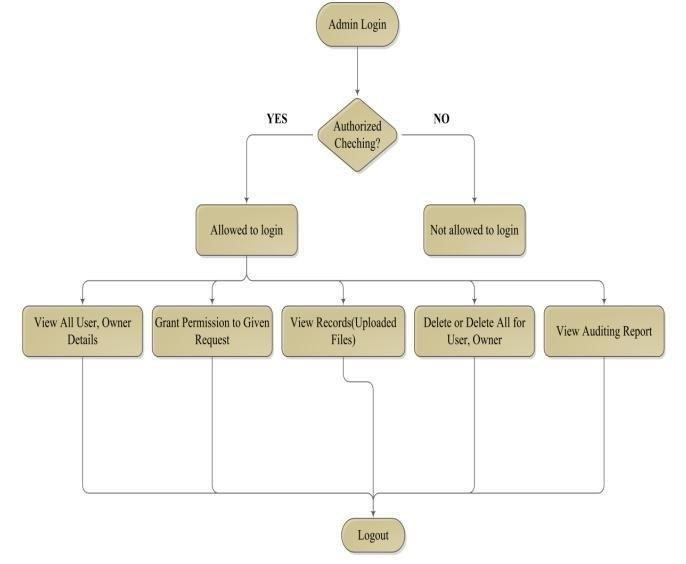 Admin Login
YES
NO
Authorized
Cheching?
Allowed to login
Not allowed to login
View All User, Owner
Details
Grant Permission to Given
Request
View Records(Uploaded
Files)
Delete or Delete All for
User, Owner
View Auditing Report
Logout